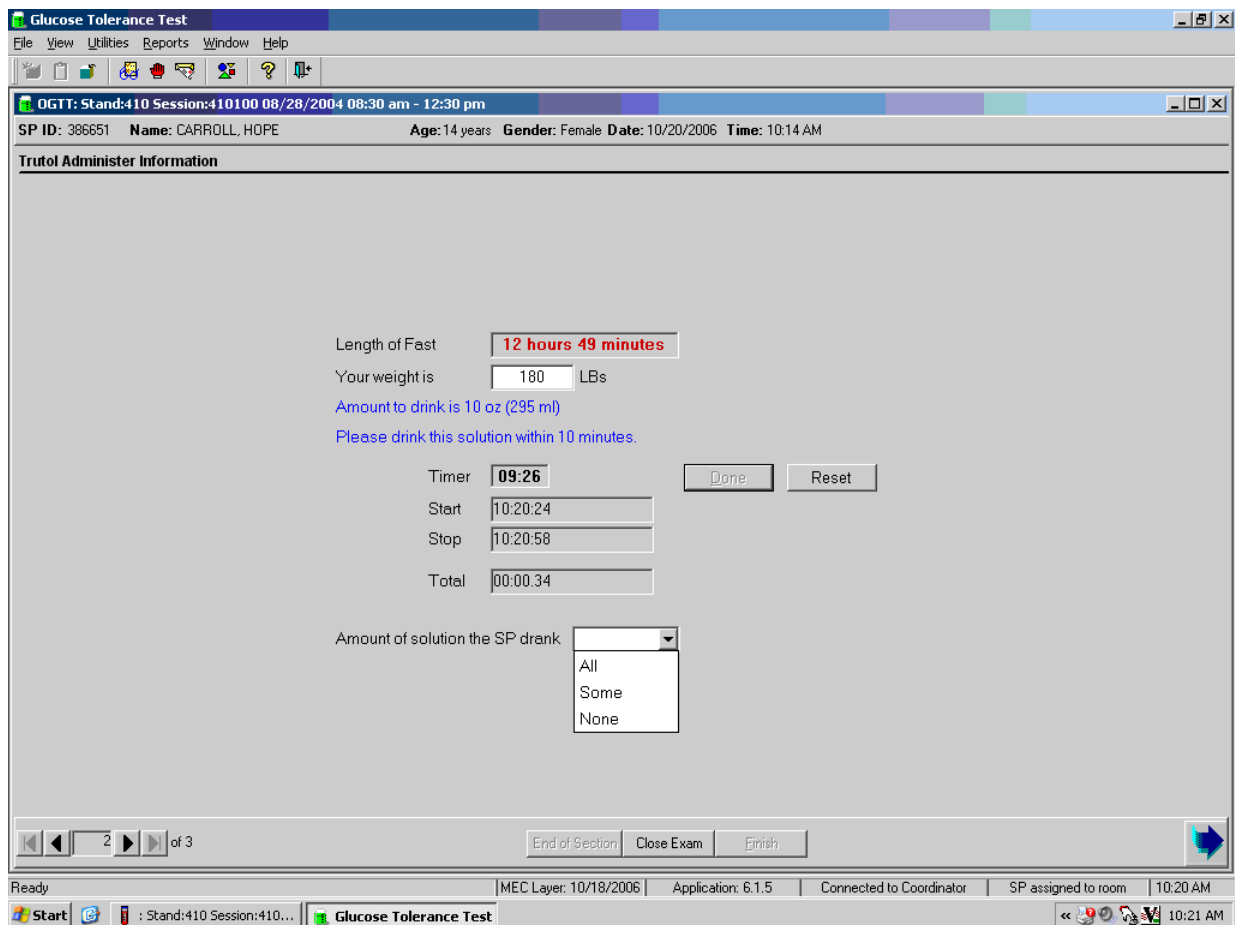 Glucose Tolerance Test
File View Utilities Reports Window Help
OGTT: Stand:410 Session:410100 08/28/2004 08:30 am - 12:30 pm
SP ID: 386651 Name: CARROLL, HOPE Age: 14 years Gender: Female Date: 10/20/2006 Time: 10:14 AM
Trutol Administer Information
Length of Fast 12 hours 49 minutes
Your weight is 180 LBs
Amount to drink is 10 oz (295 ml)
Please drink this solution within 10 minutes.
Timer 09:26 Done Reset
Start 10:20:24
Stop 10:20:58
Total 00:00.34
Amount of solution the SP drank
All
Some
None
2 of 3 End of Section Close Exam Finish
Ready MEC Layer: 10/18/2006 Application: 6.1.5 Connected to Coordinator SP assigned to room 10:20 AM
Start : Stand:410 Session:410... Glucose Tolerance Test « 10:21 AM